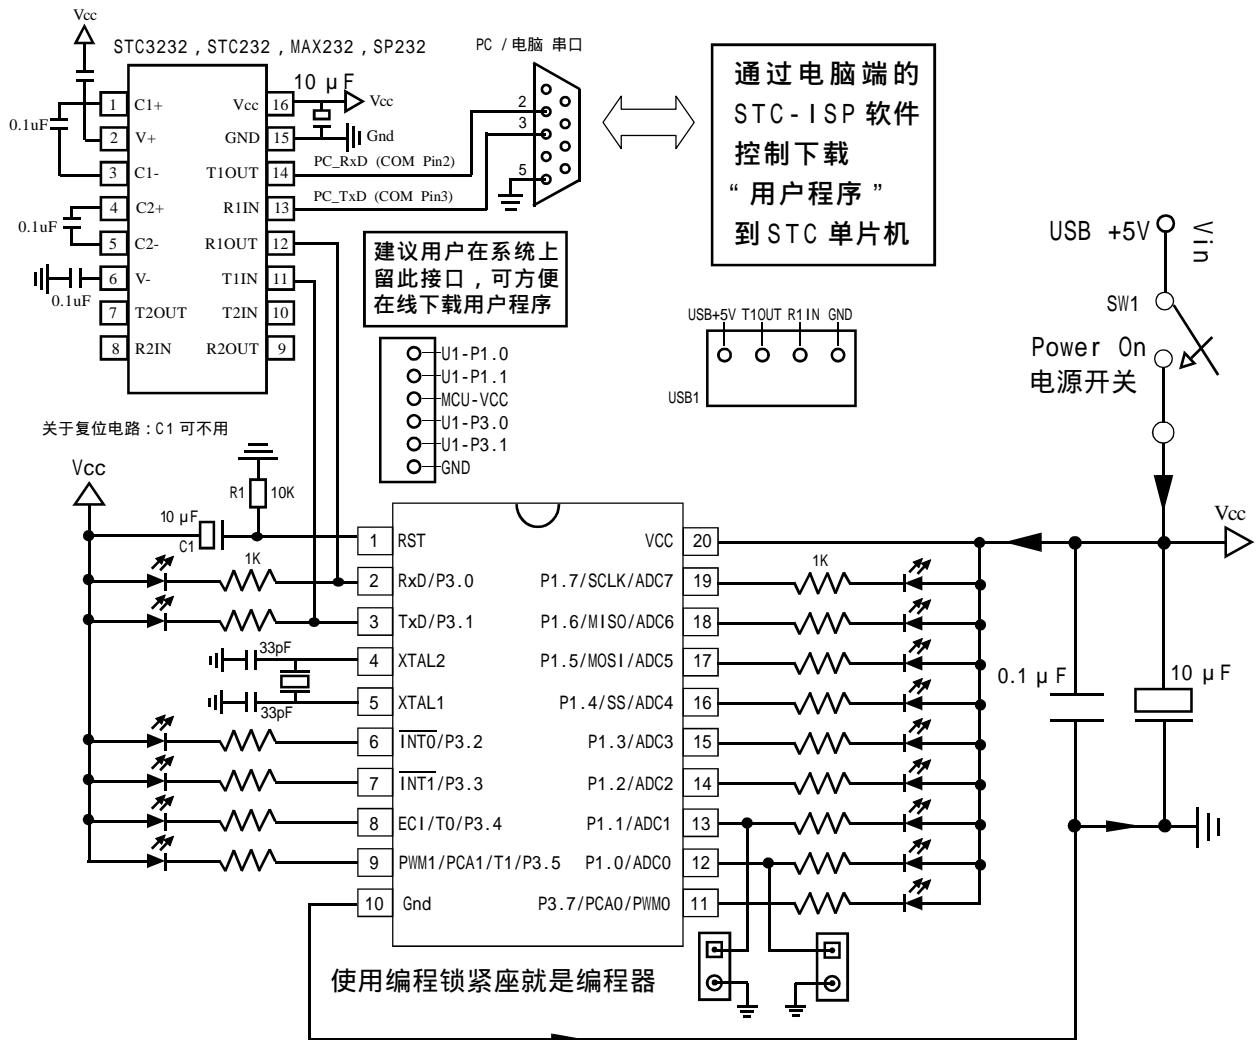 Vcc
STC3232 , STC232 , MAX232 , SP232
PC / 电脑 串口
10 μF
Vcc
Gnd
0.1uF
0.1uF
0.1uF
1 C1+
2 V+
3 C1-
4 C2+
5 C2-
6 V-
7 T2OUT
8 R2IN
Vcc 16
GND 15
T1OUT 14
R1IN 13
R1OUT 12
T1IN 11
T2IN 10
R2OUT 9
PC_RxD (COM Pin2)
PC_TxD (COM Pin3)
2
3
5
通过电脑端的
STC-ISP 软件
控制下载
“用户程序”
到STC 单片机
建议用户在系统上
留此接口，可方便
在线下载用户程序
U1-P1.0
U1-P1.1
MCU-VCC
U1-P3.0
U1-P3.1
GND
USB+5V T1OUT R1IN GND
USB1
USB +5V
Vin
SW1
Power On
电源开关
Vcc
关于复位电路：C1 可不用
Vcc
R1 10K
10 μF
C1
1K
33pF
33pF
1 RST
2 RxD/P3.0
3 TxD/P3.1
4 XTAL2
5 XTAL1
6 INT0/P3.2
7 INT1/P3.3
8 ECI/T0/P3.4
9 PWM1/PCA1/T1/P3.5
10 Gnd
VCC 20
P1.7/SCLK/ADC7 19
P1.6/MISO/ADC6 18
P1.5/MOSI/ADC5 17
P1.4/SS/ADC4 16
P1.3/ADC3 15
P1.2/ADC2 14
P1.1/ADC1 13
P1.0/ADC0 12
P3.7/PCA0/PWM0 11
1K
0.1 μF
10 μF
使用编程锁紧座就是编程器